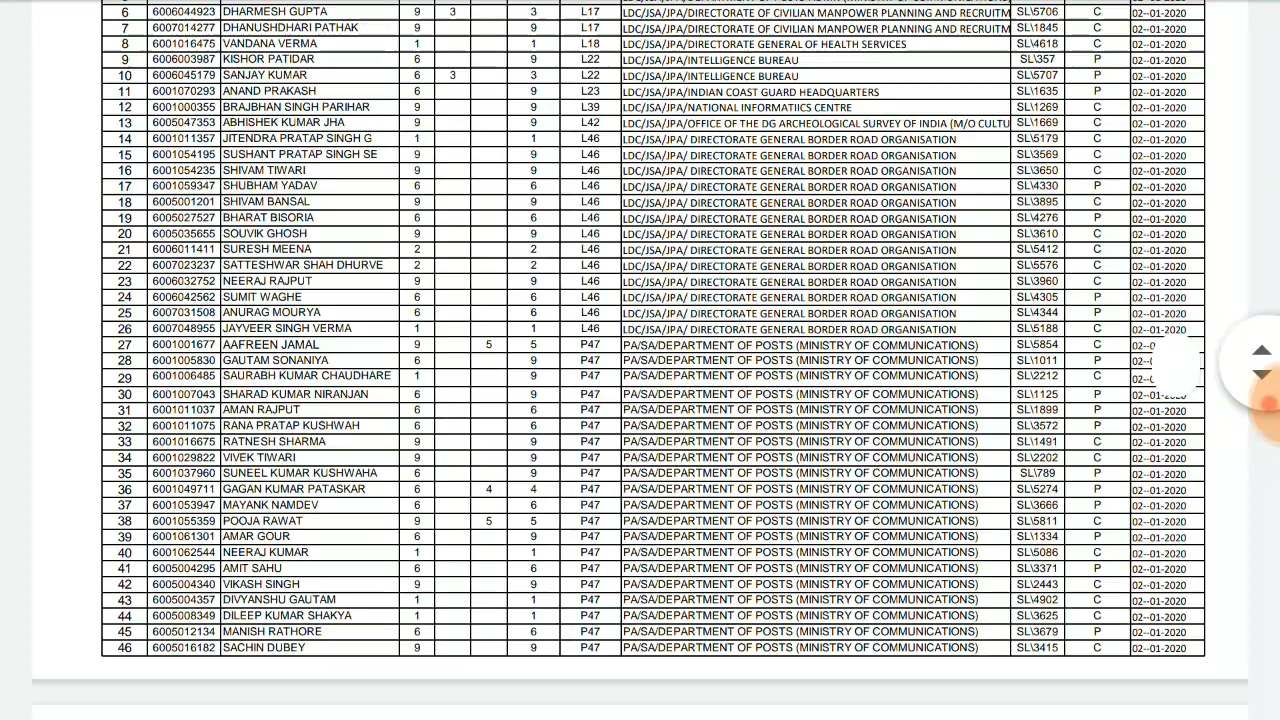 6 6006044923 DHARMESH GUPTA 9 3 3 L17 SL\5706 C 02--01-2020
7 6007014277 DHANUSHDHARI PATHAK 9 9 L17 LDC/JSA/JPA/DIRECTORATE OF CIVILIAN MANPOWER PLANNING AND RECRUITM SL\1845 C 02--01-2020
8 6001016475 VANDANA VERMA 1 1 L18 LDC/JSA/JPA/DIRECTORATE GENERAL OF HEALTH SERVICES SL\4618 C 02--01-2020
9 6006003987 KISHOR PATIDAR 6 9 L22 LDC/JSA/JPA/INTELLIGENCE BUREAU SL\357 P 02--01-2020
10 6006045179 SANJAY KUMAR 6 3 3 L22 LDC/JSA/JPA/INTELLIGENCE BUREAU SL\5707 P 02--01-2020
11 6001070293 ANAND PRAKASH 6 9 L23 LDC/JSA/JPA/INDIAN COAST GUARD HEADQUARTERS SL\1635 P 02--01-2020
12 6001000355 BRAJBHAN SINGH PARIHAR 9 9 L39 LDC/JSA/JPA/NATIONAL INFORMATIICS CENTRE SL\1269 C 02--01-2020
13 6005047353 ABHISHEK KUMAR JHA 9 9 L42 LDC/JSA/JPA/OFFICE OF THE DG ARCHEOLOGICAL SURVEY OF INDIA (M/O CULTU SL\1669 C 02--01-2020
14 6001011357 JITENDRA PRATAP SINGH G 1 1 L46 LDC/JSA/JPA/ DIRECTORATE GENERAL BORDER ROAD ORGANISATION SL\5179 C 02--01-2020
15 6001054195 SUSHANT PRATAP SINGH SE 9 9 L46 LDC/JSA/JPA/ DIRECTORATE GENERAL BORDER ROAD ORGANISATION SL\3569 C 02--01-2020
16 6001054235 SHIVAM TIWARI 9 9 L46 LDC/JSA/JPA/ DIRECTORATE GENERAL BORDER ROAD ORGANISATION SL\3650 C 02--01-2020
17 6001059347 SHUBHAM YADAV 6 6 L46 LDC/JSA/JPA/ DIRECTORATE GENERAL BORDER ROAD ORGANISATION SL\4330 P 02--01-2020
18 6005001201 SHIVAM BANSAL 9 9 L46 LDC/JSA/JPA/ DIRECTORATE GENERAL BORDER ROAD ORGANISATION SL\3895 C 02--01-2020
19 6005027527 BHARAT BISORIA 6 6 L46 LDC/JSA/JPA/ DIRECTORATE GENERAL BORDER ROAD ORGANISATION SL\4276 P 02--01-2020
20 6005035655 SOUVIK GHOSH 9 9 L46 LDC/JSA/JPA/ DIRECTORATE GENERAL BORDER ROAD ORGANISATION SL\3610 C 02--01-2020
21 6006011411 SURESH MEENA 2 2 L46 LDC/JSA/JPA/ DIRECTORATE GENERAL BORDER ROAD ORGANISATION SL\5412 C 02--01-2020
22 6007023237 SATTESHWAR SHAH DHURVE 2 2 L46 LDC/JSA/JPA/ DIRECTORATE GENERAL BORDER ROAD ORGANISATION SL\5576 C 02--01-2020
23 6006032752 NEERAJ RAJPUT 9 9 L46 LDC/JSA/JPA/ DIRECTORATE GENERAL BORDER ROAD ORGANISATION SL\3960 C 02--01-2020
24 6006042562 SUMIT WAGHE 6 6 L46 LDC/JSA/JPA/ DIRECTORATE GENERAL BORDER ROAD ORGANISATION SL\4305 P 02--01-2020
25 6007031508 ANURAG MOURYA 6 6 L46 LDC/JSA/JPA/ DIRECTORATE GENERAL BORDER ROAD ORGANISATION SL\4344 P 02--01-2020
26 6007048955 JAYVEER SINGH VERMA 1 1 L46 LDC/JSA/JPA/ DIRECTORATE GENERAL BORDER ROAD ORGANISATION SL\5188 C 02--01-2020
27 6001001677 AAFREEN JAMAL 9 5 5 P47 PA/SA/DEPARTMENT OF POSTS (MINISTRY OF COMMUNICATIONS) SL\5854 C 02--0
28 6001005830 GAUTAM SONANIYA 6 9 P47 PA/SA/DEPARTMENT OF POSTS (MINISTRY OF COMMUNICATIONS) SL\1011 P 02--
29 6001006485 SAURABH KUMAR CHAUDHARE 1 9 P47 PA/SA/DEPARTMENT OF POSTS (MINISTRY OF COMMUNICATIONS) SL\2212 C 02--0
30 6001007043 SHARAD KUMAR NIRANJAN 6 9 P47 PA/SA/DEPARTMENT OF POSTS (MINISTRY OF COMMUNICATIONS) SL\1125 P 02--01-2020
31 6001011037 AMAN RAJPUT 6 6 P47 PA/SA/DEPARTMENT OF POSTS (MINISTRY OF COMMUNICATIONS) SL\1899 P 02--01-2020
32 6001011075 RANA PRATAP KUSHWAH 6 6 P47 PA/SA/DEPARTMENT OF POSTS (MINISTRY OF COMMUNICATIONS) SL\3572 P 02--01-2020
33 6001016675 RATNESH SHARMA 9 9 P47 PA/SA/DEPARTMENT OF POSTS (MINISTRY OF COMMUNICATIONS) SL\1491 C 02--01-2020
34 6001029822 VIVEK TIWARI 9 9 P47 PA/SA/DEPARTMENT OF POSTS (MINISTRY OF COMMUNICATIONS) SL\2202 C 02--01-2020
35 6001037960 SUNEEL KUMAR KUSHWAHA 6 9 P47 PA/SA/DEPARTMENT OF POSTS (MINISTRY OF COMMUNICATIONS) SL\789 P 02--01-2020
36 6001049711 GAGAN KUMAR PATASKAR 6 4 4 P47 PA/SA/DEPARTMENT OF POSTS (MINISTRY OF COMMUNICATIONS) SL\5274 P 02--01-2020
37 6001053947 MAYANK NAMDEV 6 6 P47 PA/SA/DEPARTMENT OF POSTS (MINISTRY OF COMMUNICATIONS) SL\3666 P 02--01-2020
38 6001055359 POOJA RAWAT 9 5 5 P47 PA/SA/DEPARTMENT OF POSTS (MINISTRY OF COMMUNICATIONS) SL\5811 C 02--01-2020
39 6001061301 AMAR GOUR 6 9 P47 PA/SA/DEPARTMENT OF POSTS (MINISTRY OF COMMUNICATIONS) SL\1334 P 02--01-2020
40 6001062544 NEERAJ KUMAR 1 1 P47 PA/SA/DEPARTMENT OF POSTS (MINISTRY OF COMMUNICATIONS) SL\5086 C 02--01-2020
41 6005004295 AMIT SAHU 6 6 P47 PA/SA/DEPARTMENT OF POSTS (MINISTRY OF COMMUNICATIONS) SL\3371 P 02--01-2020
42 6005004340 VIKASH SINGH 9 9 P47 PA/SA/DEPARTMENT OF POSTS (MINISTRY OF COMMUNICATIONS) SL\2443 C 02--01-2020
43 6005004357 DIVYANSHU GAUTAM 1 1 P47 PA/SA/DEPARTMENT OF POSTS (MINISTRY OF COMMUNICATIONS) SL\4902 C 02--01-2020
44 6005008349 DILEEP KUMAR SHAKYA 1 1 P47 PA/SA/DEPARTMENT OF POSTS (MINISTRY OF COMMUNICATIONS) SL\3625 C 02--01-2020
45 6005012134 MANISH RATHORE 6 6 P47 PA/SA/DEPARTMENT OF POSTS (MINISTRY OF COMMUNICATIONS) SL\3679 P 02--01-2020
46 6005016182 SACHIN DUBEY 9 9 P47 PA/SA/DEPARTMENT OF POSTS (MINISTRY OF COMMUNICATIONS) SL\3415 C 02--01-2020